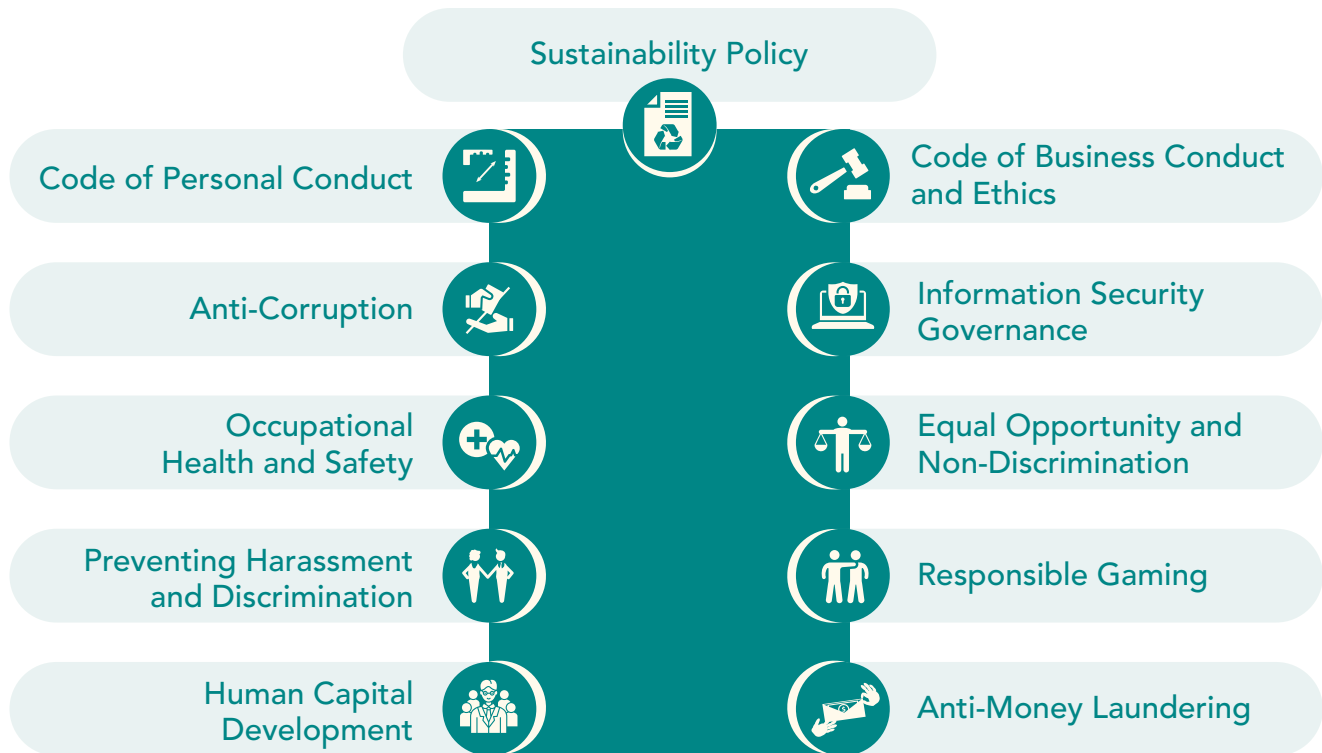 Sustainability Policy
Code of Personal Conduct
Code of Business Conduct
and Ethics
Anti-Corruption
Information Security
Governance
Occupational
Health and Safety
Equal Opportunity and
Non-Discrimination
Preventing Harassment
and Discrimination
Responsible Gaming
Human Capital
Development
Anti-Money Laundering